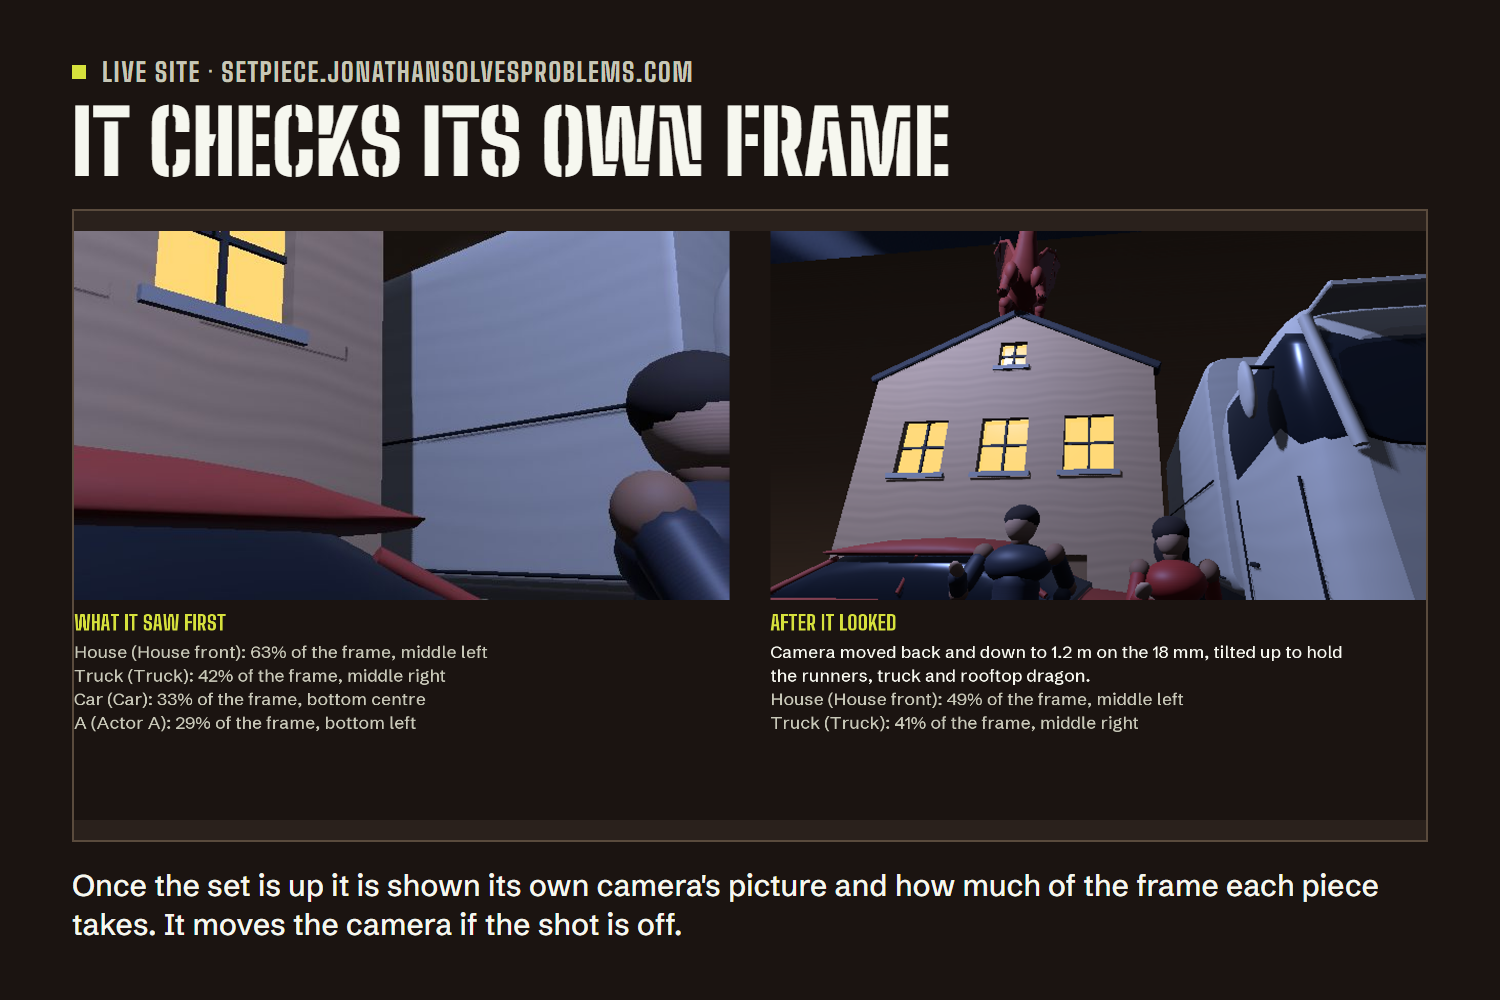 LIVE SITE · SETPIECE.JONATHANSOLVESPROBLEMS.COM
IT CHECKS ITS OWN FRAME
WHAT IT SAW FIRST
House (House front): 63% of the frame, middle left
Truck (Truck): 42% of the frame, middle right
Car (Car): 33% of the frame, bottom centre
A (Actor A): 29% of the frame, bottom left
AFTER IT LOOKED
Camera moved back and down to 1.2 m on the 18 mm, tilted up to hold
the runners, truck and rooftop dragon.
House (House front): 49% of the frame, middle left
Truck (Truck): 41% of the frame, middle right
Once the set is up it is shown its own camera's picture and how much of the frame each piece
takes. It moves the camera if the shot is off.